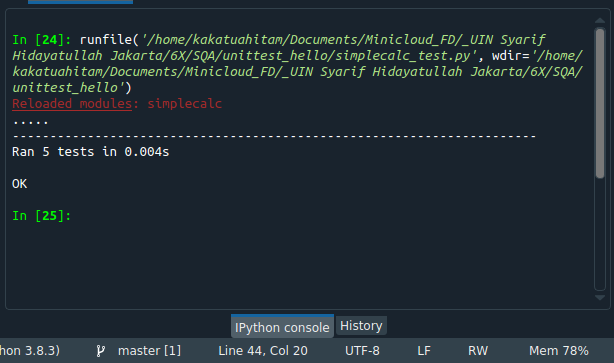 In [24]: runfile('/home/kakatuahitam/Documents/Minicloud_FD/_UIN Syarif
Hidayatullah Jakarta/6X/SQA/unittest_hello/simplecalc_test.py', wdir='/home/
kakatuahitam/Documents/Minicloud_FD/_UIN Syarif Hidayatullah Jakarta/6X/SQA/
unittest_hello')
Reloaded modules: simplecalc
.....
----------------------------------------------------------------------
Ran 5 tests in 0.004s
OK
In [25]:
IPython console History
hon 3.8.3) master [1] Line 44, Col 20 UTF-8 LF RW Mem 78%